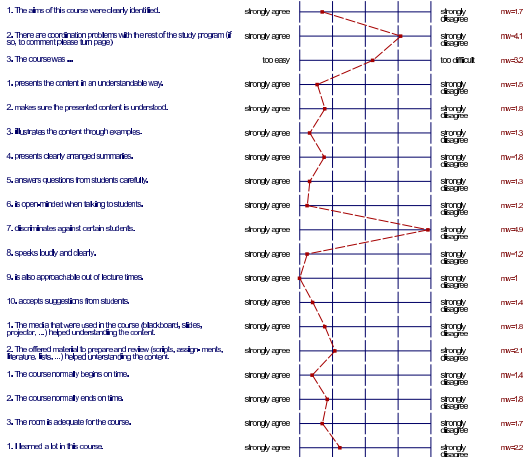 1. The aims of this course were clearly identified. strongly agree strongly disagree mw=1.7
2. There are coordination problems with the rest of the study program (if so, to comment please turn page) strongly agree strongly disagree mw=4.1
3. The course was ... too easy too difficult mw=3.2
1. presents the content in an understandable way. strongly agree strongly disagree mw=1.5
2. makes sure the presented content is understood. strongly agree strongly disagree mw=1.8
3. illustrates the content through examples. strongly agree strongly disagree mw=1.3
4. presents clearly arranged summaries. strongly agree strongly disagree mw=1.8
5. answers questions from students carefully. strongly agree strongly disagree mw=1.3
6. is open-minded when talking to students. strongly agree strongly disagree mw=1.2
7. discriminates against certain students. strongly agree strongly disagree mw=4.9
8. speeks loudly and clearly. strongly agree strongly disagree mw=1.2
9. is also approachable out of lecture times. strongly agree strongly disagree mw=1
10. accepts suggestions from students. strongly agree strongly disagree mw=1.4
1. The media that were used in the course (blackboard, slides, projector, ...) helped understanding the content. strongly agree strongly disagree mw=1.8
2. The offered material to prepare and review (scripts, assign- ments, literature, lists, ...) helped understanding the content. strongly agree strongly disagree mw=2.1
1. The course normally begins on time. strongly agree strongly disagree mw=1.4
2. The course normally ends on time. strongly agree strongly disagree mw=1.8
3. The room is adequate for the course. strongly agree strongly disagree mw=1.7
1. I learned a lot in this course. strongly agree strongly disagree mw=2.2